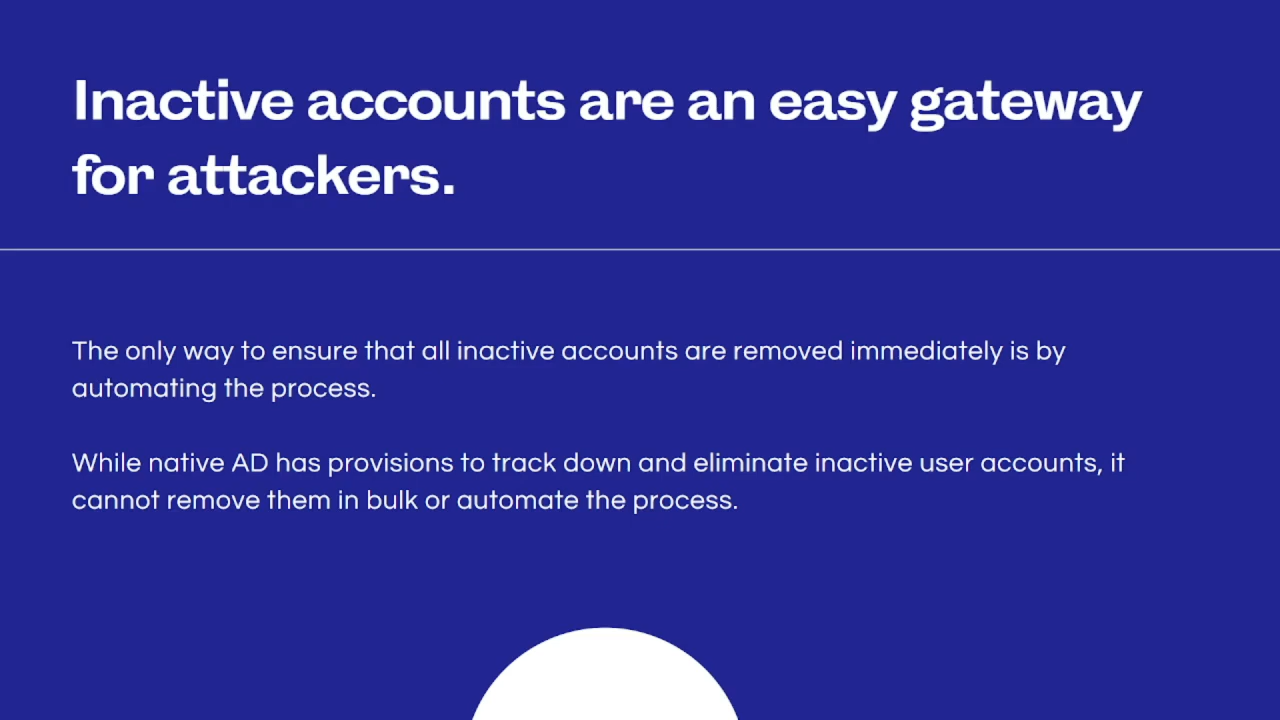 Inactive accounts are an easy gateway
for attackers.
The only way to ensure that all inactive accounts are removed immediately is by
automating the process.
While native AD has provisions to track down and eliminate inactive user accounts, it
cannot remove them in bulk or automate the process.